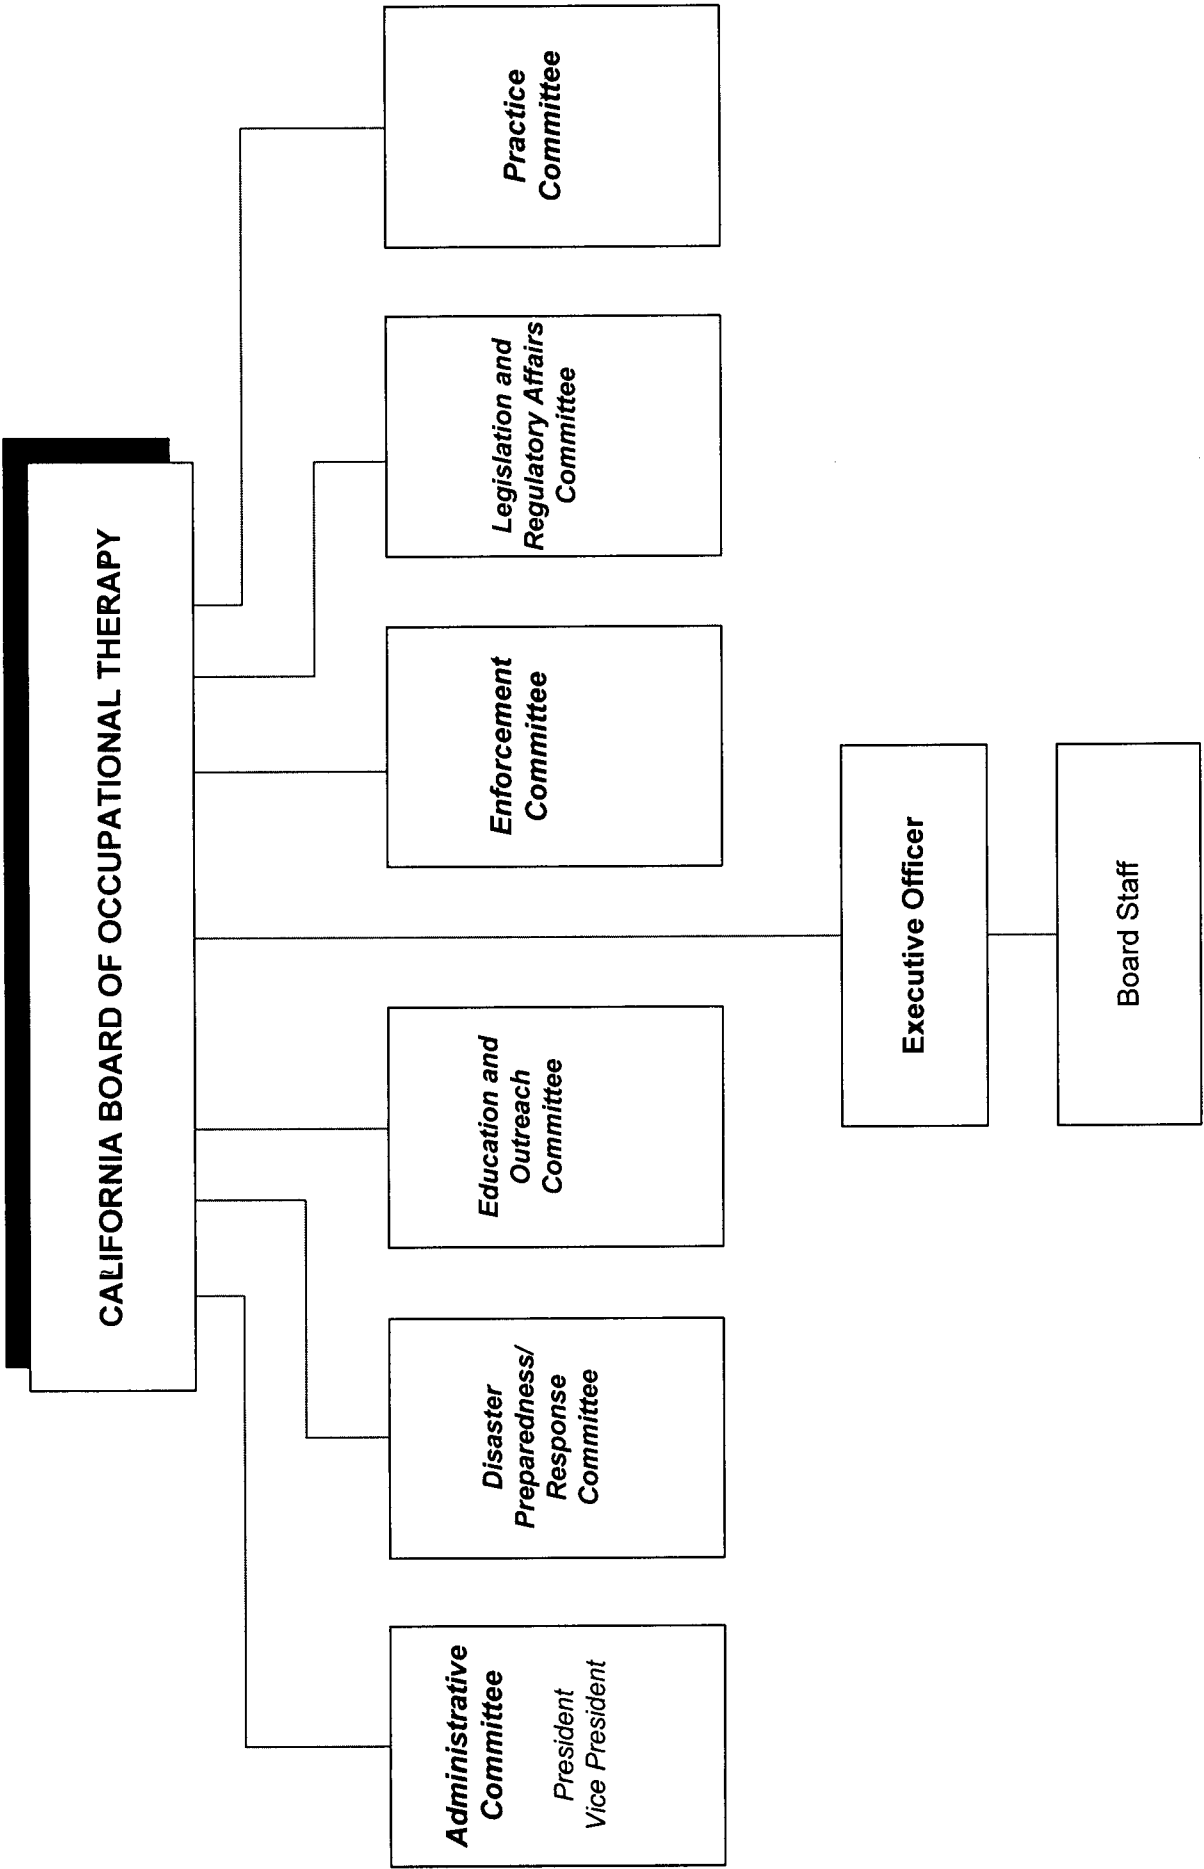 CALIFORNIA BOARD OF OCCUPATIONAL THERAPY
Administrative
Committee
President
Vice President
Disaster
Preparedness/
Response
Committee
Education and
Outreach
Committee
Enforcement
Committee
Legislation and
Regulatory Affairs
Committee
Practice
Committee
Executive Officer
Board Staff